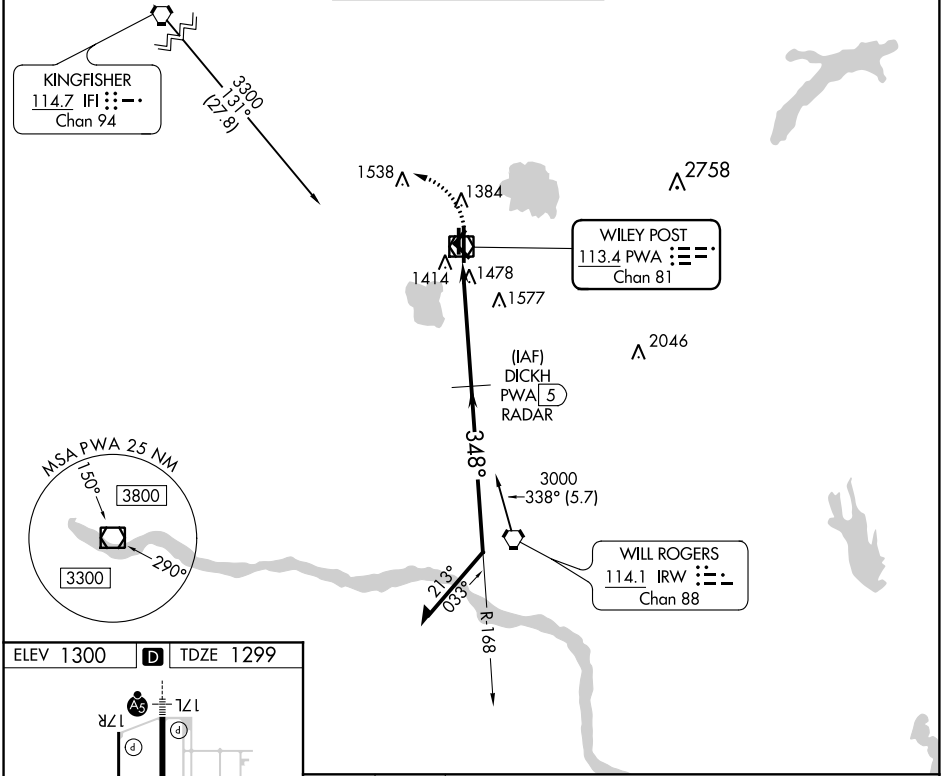 KINGFISHER
114.7 IFI
Chan 94
3300
131°
(27.8)
1538
1384
2758
WILEY POST
113.4 PWA
Chan 81
1414
1478
1577
2046
(IAF)
DICKH
PWA 5
RADAR
348°
MSA PWA 25 NM
150°
3800
3300
290°
3000
338° (5.7)
WILL ROGERS
114.1 IRW
Chan 88
213°
033°
R-168
ELEV 1300 D TDZE 1299
A5
17R
17L
P
P